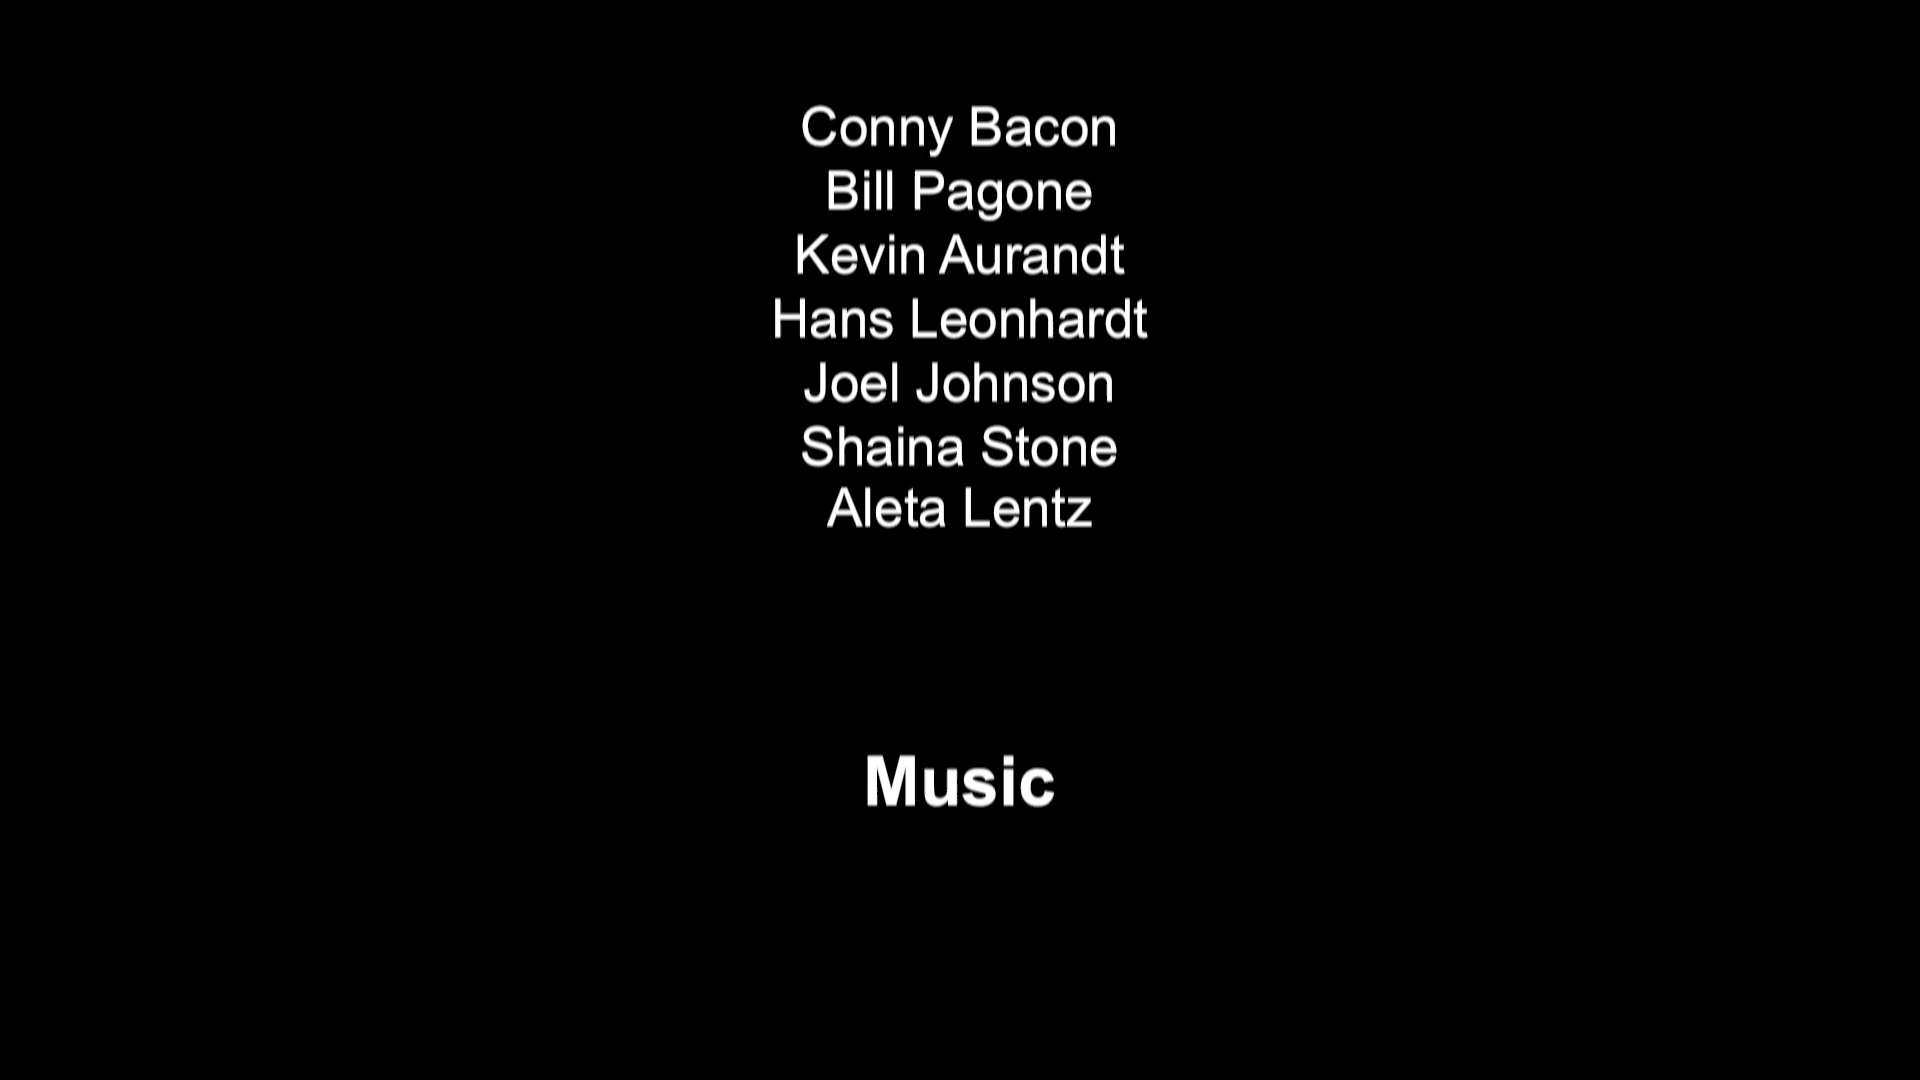 Conny Bacon
Bill Pagone
Kevin Aurandt
Hans Leonhardt
Joel Johnson
Shaina Stone
Aleta Lentz
Music